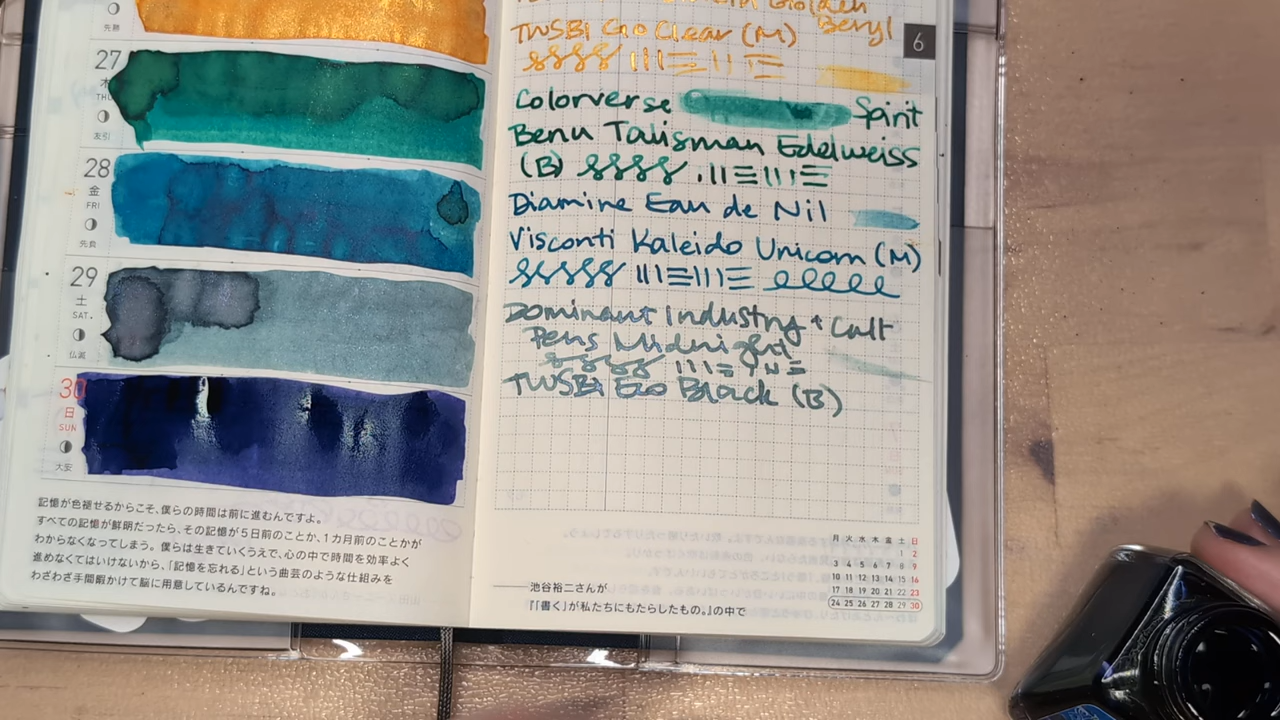 先勝
27
木
THU
友引
28
金
FRI
先負
29
土
SAT.
仏滅
30
日
SUN
大安
記憶が色褪せるからこそ、僕らの時間は前に進むんですよ。
すべての記憶が鮮明だったら、その記憶が5日前のことか、1カ月前のことかが
わからなくなってしまう。僕らは生きていくうえで、心の中で時間を効率よく
進めなくてはいけないから、「記憶を忘れる」という曲芸のような仕組みを
わざわざ手間暇かけて脳に用意しているんですね。
Golden
Beryl
TWSBI Go Clear (M)
6
Colorverse Spirit
Benu Talisman Edelweiss
(B)
Diamine Eau de Nil
Visconti Kaleido Unicorn (M)
Dominant Industry + Cult
Pens Midnight
TWSBI Eco Black (B)
池谷裕二さんが
『「書く」が私たちにもたらしたもの。』の中で
月 火 水 木 金 土 日
1 2
3 4 5 6 7 8 9
10 11 12 13 14 15 16
17 18 19 20 21 22 23
24 25 26 27 28 29 30